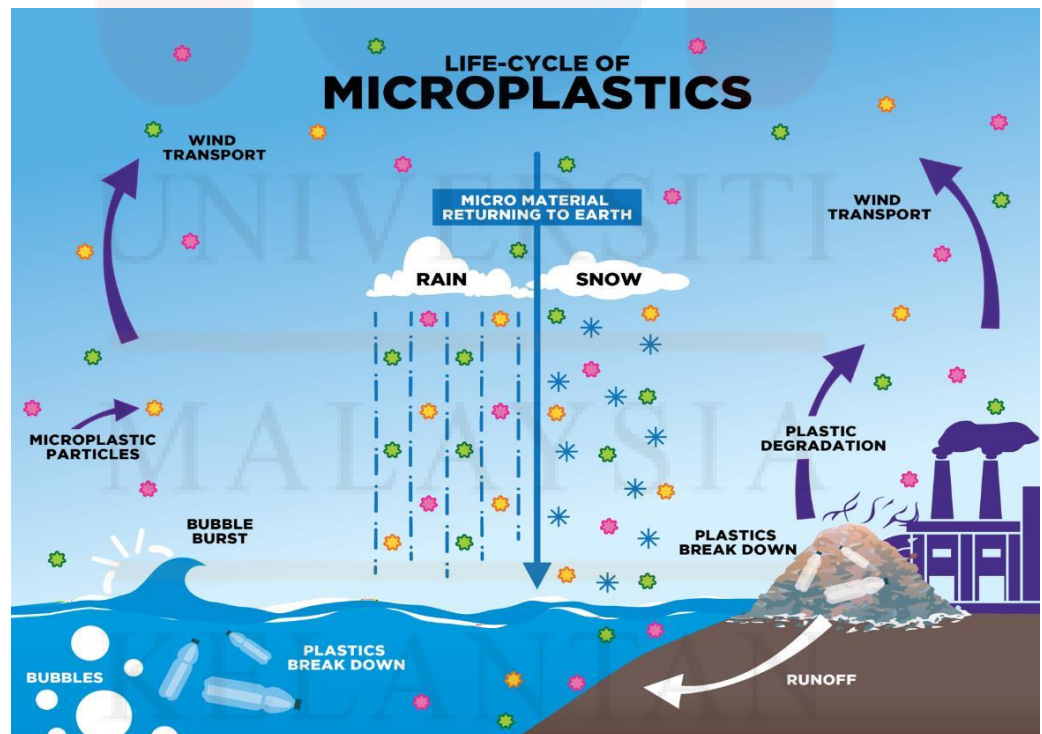 LIFE-CYCLE OF
MICROPLASTICS
WIND
TRANSPORT
MICRO MATERIAL
RETURNING TO EARTH
WIND
TRANSPORT
UNIVERSITI
RAIN
SNOW
MICROPLASTIC
PARTICLES
PLASTIC
DEGRADATION
MALAYSIA
BUBBLE
BURST
PLASTICS
BREAK DOWN
PLASTICS
BREAK DOWN
BUBBLES
RUNOFF
KELANTAN